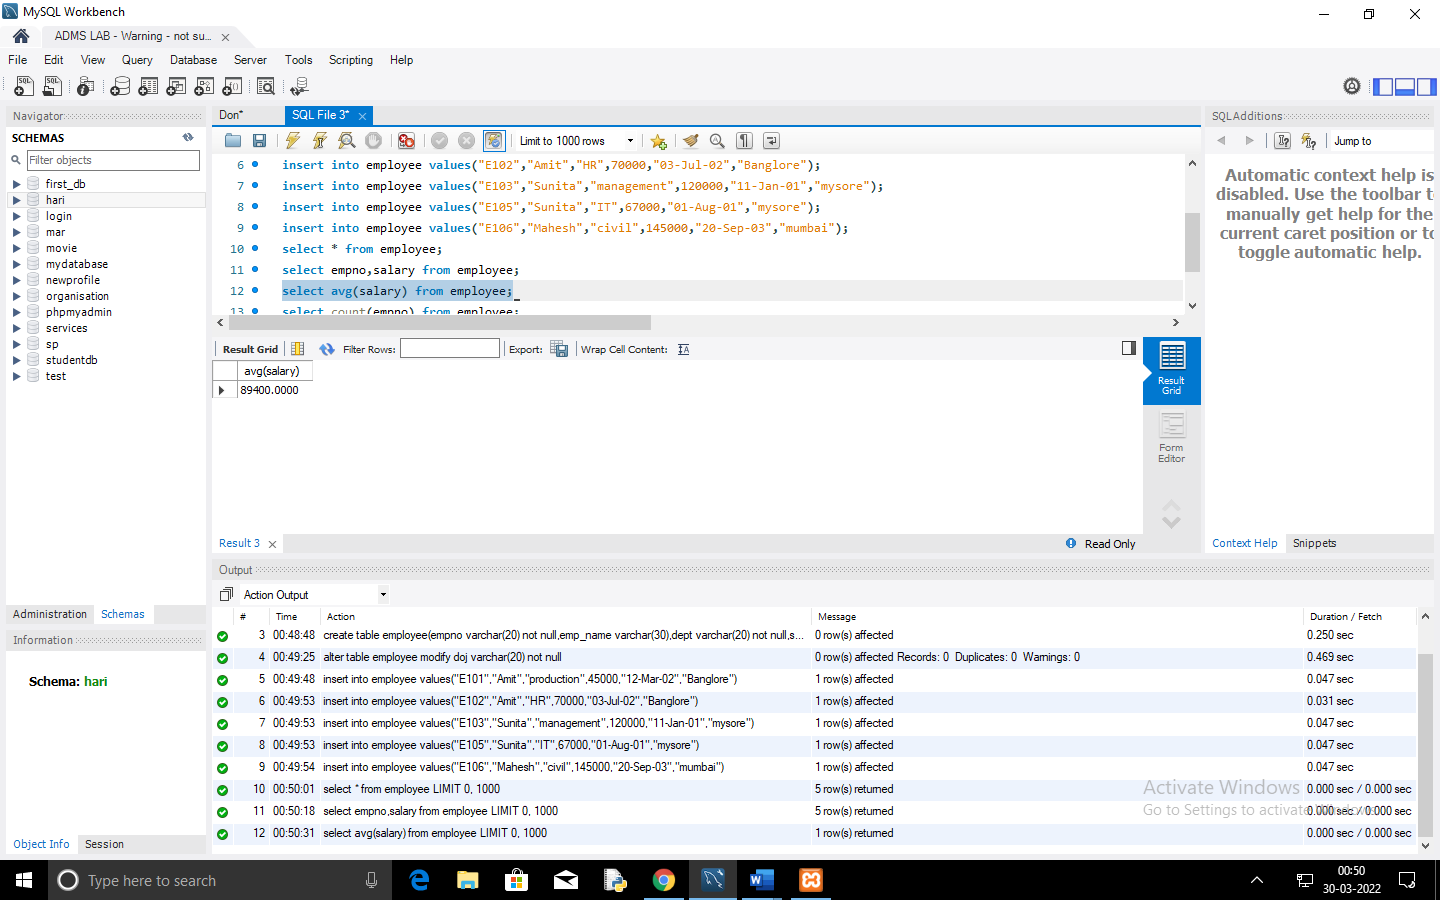 MySQL Workbench
ADMS LAB - Warning - not su...
File Edit View Query Database Server Tools Scripting Help
Navigator
SCHEMAS
Filter objects
first_db
hari
login
mar
movie
mydatabase
newprofile
organisation
phpmyadmin
services
sp
studentdb
test
Administration Schemas
Information
Schema: hari
Object Info Session
Don* SQL File 3*
Limit to 1000 rows
6 insert into employee values("E102","Amit","HR",70000,"03-Jul-02","Banglore");
7 insert into employee values("E103","Sunita","management",120000,"11-Jan-01","mysore");
8 insert into employee values("E105","Sunita","IT",67000,"01-Aug-01","mysore");
9 insert into employee values("E106","Mahesh","civil",145000,"20-Sep-03","mumbai");
10 select * from employee;
11 select empno,salary from employee;
12 select avg(salary) from employee;
13 select count(empno) from employee;
Result Grid Filter Rows: Export: Wrap Cell Content:
avg(salary)
89400.0000
Result Grid
Form Editor
Result 3 Read Only
SQLAdditions
Jump to
Automatic context help is
disabled. Use the toolbar t
manually get help for the
current caret position or to
toggle automatic help.
Context Help Snippets
Output
Action Output
# Time Action Message Duration / Fetch
3 00:48:48 create table employee(empno varchar(20) not null,emp_name varchar(30),dept varchar(20) not null,s... 0 row(s) affected 0.250 sec
4 00:49:25 alter table employee modify doj varchar(20) not null 0 row(s) affected Records: 0 Duplicates: 0 Warnings: 0 0.469 sec
5 00:49:48 insert into employee values("E101","Amit","production",45000,"12-Mar-02","Banglore") 1 row(s) affected 0.047 sec
6 00:49:53 insert into employee values("E102","Amit","HR",70000,"03-Jul-02","Banglore") 1 row(s) affected 0.031 sec
7 00:49:53 insert into employee values("E103","Sunita","management",120000,"11-Jan-01","mysore") 1 row(s) affected 0.047 sec
8 00:49:53 insert into employee values("E105","Sunita","IT",67000,"01-Aug-01","mysore") 1 row(s) affected 0.047 sec
9 00:49:54 insert into employee values("E106","Mahesh","civil",145000,"20-Sep-03","mumbai") 1 row(s) affected 0.047 sec
10 00:50:01 select * from employee LIMIT 0, 1000 5 row(s) returned 0.000 sec / 0.000 sec
11 00:50:18 select empno,salary from employee LIMIT 0, 1000 5 row(s) returned 0.000 sec / 0.000 sec
12 00:50:31 select avg(salary) from employee LIMIT 0, 1000 1 row(s) returned 0.000 sec / 0.000 sec
Activate Windows
Go to Settings to activate Windows.
Type here to search
00:50
30-03-2022